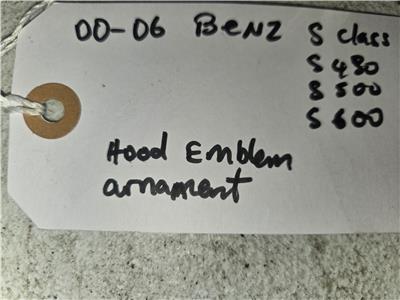 00-06 BENZ S class
S 430
S 500
S 600
Hood Emblem
arnament